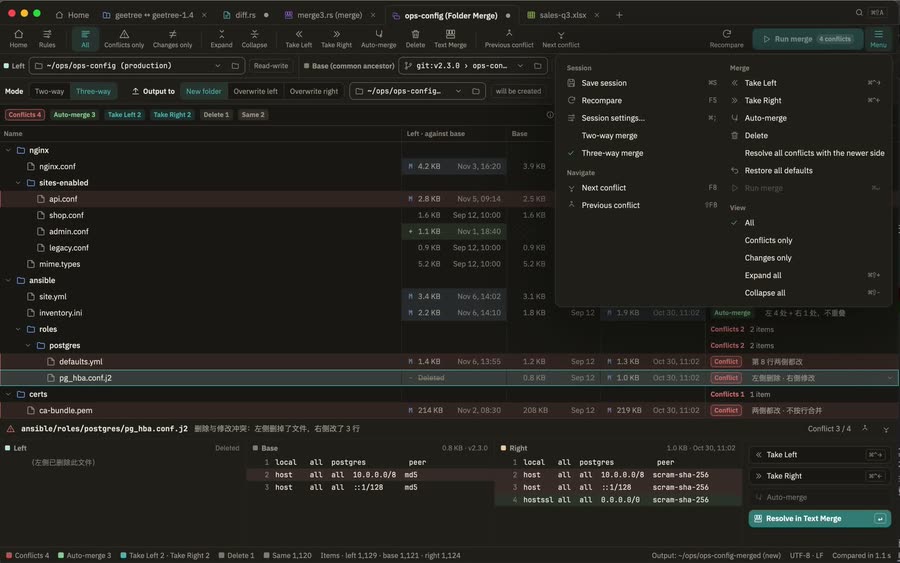 Home geetree ↔ geetree-1.4 × diff.rs merge3.rs (merge) × ops-config (Folder Merge) sales-q3.xlsx × + ⌘⇧A
Home Rules All Conflicts only Changes only Expand Collapse Take Left Take Right Auto-merge Delete Text Merge Previous conflict Next conflict Recompare Run merge 4 conflicts Menu
Left ~/ops/ops-config (production) Read-write Base (common ancestor) git:v2.3.0 › ops-con...
Mode Two-way Three-way Output to New folder Overwrite left Overwrite right ~/ops/ops-config... will be created
Conflicts 4 Auto-merge 3 Take Left 2 Take Right 2 Delete 1 Same 2
Name Left · against base Base
nginx
nginx.conf M 4.2 KB Nov 3, 16:20 3.9 KB
sites-enabled
api.conf M 2.8 KB Nov 5, 09:14 2.5 KB
shop.conf 1.6 KB Sep 12, 10:00 1.6 KB
admin.conf + 1.1 KB Nov 1, 18:40
legacy.conf 0.9 KB Sep 12, 10:00 0.9 KB
mime.types 5.2 KB Sep 12, 10:00 5.2 KB
ansible
site.yml M 3.4 KB Nov 6, 14:02 3.1 KB
inventory.ini M 2.2 KB Nov 6, 14:10 1.8 KB Sep 12 M 1.9 KB Oct 30, 11:02 Auto-merge 左 4 处 + 右 1 处，不重叠
roles Conflicts 2 2 items
postgres Conflicts 2 2 items
defaults.yml M 1.4 KB Nov 6, 13:55 1.2 KB Sep 12 M 1.3 KB Oct 30, 11:02 Conflict 第 8 行两侧都改
pg_hba.conf.j2 − Deleted 0.8 KB Sep 12 M 1.0 KB Oct 30, 11:02 Conflict 左侧删除 · 右侧修改
certs Conflicts 1 1 item
ca-bundle.pem M 214 KB Nov 2, 08:30 208 KB Sep 12 M 219 KB Oct 30, 11:02 Conflict 两侧都改 · 不按行合并
Session
Save session ⌘S
Recompare F5
Session settings... ⌘;
Two-way merge
✓ Three-way merge
Navigate
Next conflict F8
Previous conflict ⇧F8
Merge
Take Left
Take Right
Auto-merge
Delete
Resolve all conflicts with the newer side
Restore all defaults
Run merge
View
✓ All
Conflicts only
Changes only
Expand all
Collapse all
ansible/roles/postgres/pg_hba.conf.j2 删除与修改冲突：左侧删掉了文件，右侧改了 3 行 Conflict 3 / 4
Left Deleted
(左侧已删除此文件)
Base 0.8 KB · v2.3.0
1 local all postgres peer
2 host all all 10.0.0.0/8 md5
3 host all all ::1/128 md5
Right 1.0 KB · Oct 30, 11:02
1 local all postgres peer
2 host all all 10.0.0.0/8 scram-sha-256
3 host all all ::1/128 scram-sha-256
4 hostssl all all 0.0.0.0/0 scram-sha-256
Take Left
Take Right
Auto-merge
Resolve in Text Merge
Conflicts 4 Auto-merge 3 Take Left 2 · Take Right 2 Delete 1 Same 1,120 Items · left 1,129 · base 1,121 · right 1,124 Output: ~/ops/ops-config-merged (new) UTF-8 · LF Compared in 1.1 s